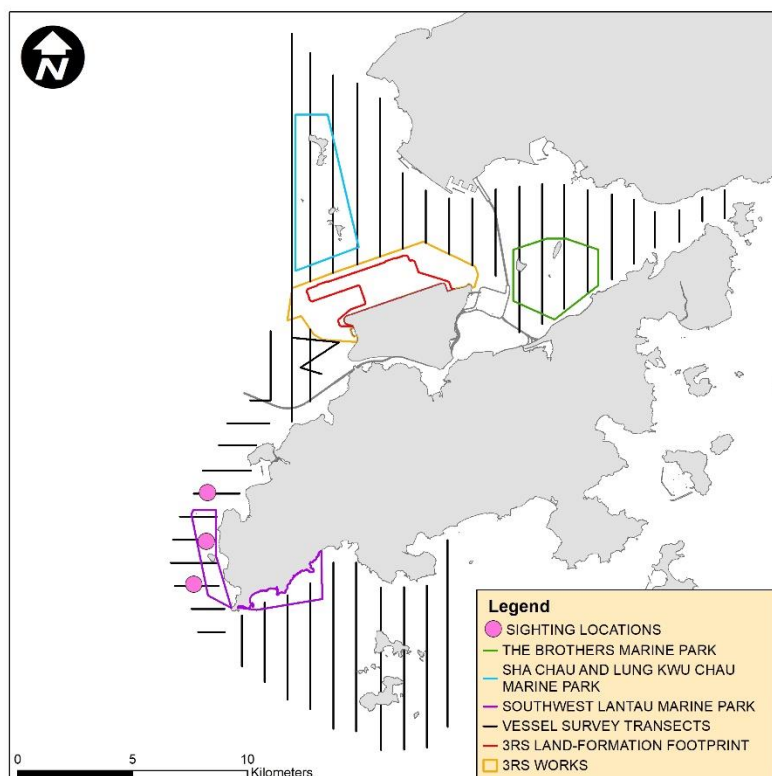 N
Legend
SIGHTING LOCATIONS
THE BROTHERS MARINE PARK
SHA CHAU AND LUNG KWU CHAU
MARINE PARK
SOUTHWEST LANTAU MARINE PARK
VESSEL SURVEY TRANSECTS
3RS LAND-FORMATION FOOTPRINT
3RS WORKS
0 5 10
Kilometers